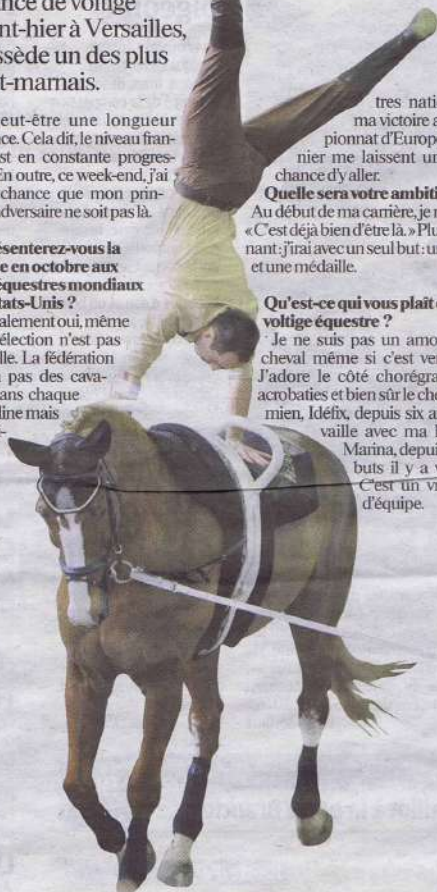 ance de voltige
nt-hier à Versailles,
ssède un des plus
t-marnais.
eut-être une longueur
ce. Cela dit, le niveau fran-
est en constante progres-
En outre, ce week-end, j'ai
chance que mon prin-
dversaire ne soit pas là.
ésenterez-vous la
e en octobre aux
équestres mondiaux
tats-Unis ?
alement oui, même
élection n'est pas
lle. La fédération
pas des cava-
ans chaque
line mais
tres nati
ma victoire a
pionnat d'Europ
nier me laissent un
chance d'y aller.
Quelle sera votre ambiti
Au début de ma carrière, je m
« C'est déjà bien d'être là. » Plu
nant : j'irai avec un seul but : u
et une médaille.
Qu'est-ce qui vous plaît d
voltige équestre ?
Je ne suis pas un amo
cheval même si c'est ver
J'adore le côté chorégra
acrobaties et bien sûr le che
mien, Idéfix, depuis six a
vaille avec ma l
Marina, depui
buts il y a v
C'est un vr
d'équipe.